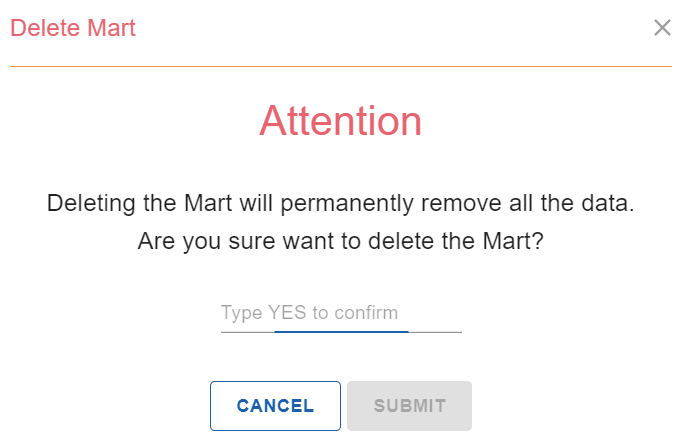 Delete Mart
Attention
Deleting the Mart will permanently remove all the data.
Are you sure want to delete the Mart?
Type YES to confirm
CANCEL
SUBMIT